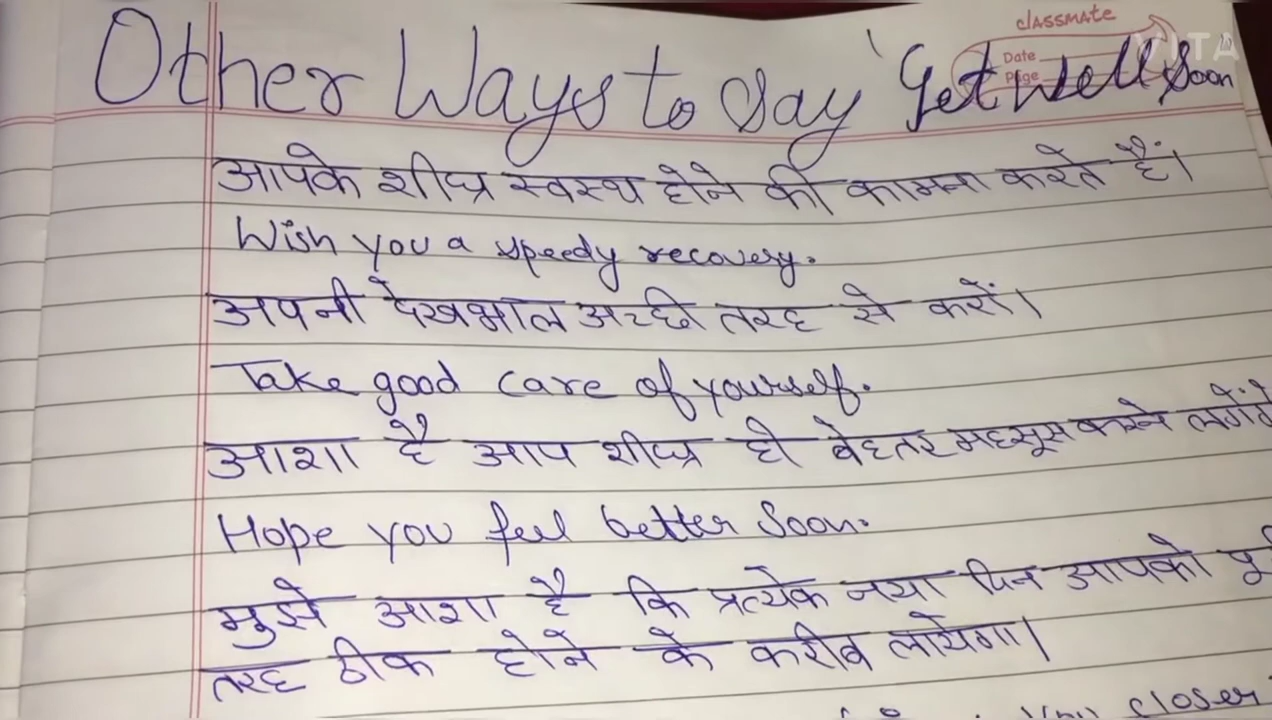 classmate
Date
Page
VITA
Other Ways to Say 'Get Well Soon'
आपके शीघ्र स्वस्थ होने की कामना करते हैं।
Wish you a speedy recovery.
अपनी देखभाल अच्छी तरह से करों।
Take good care of yourself.
आशा है आप शीघ्र ही बेहतर महसूस करने लगेंगे
Hope you feel better soon.
मुझे आशा है कि प्रत्येक नया दिन आपको
तरह ठीक होने के करीब लायेगा।
you closer